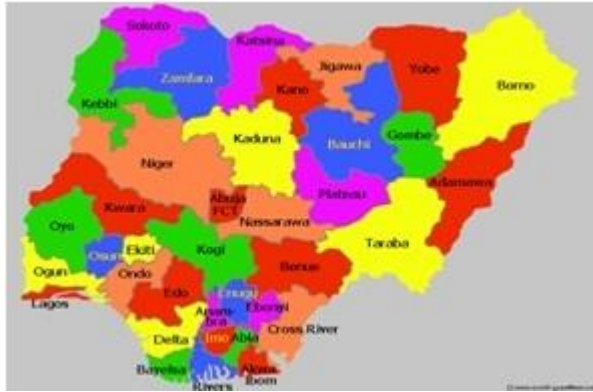 Sokoto
Katsina
Jigawa
Yobe
Borno
Zamfara
Kano
Kebbi
Kaduna
Bauchi
Gombe
Niger
Adamawa
Plateau
Abuja
FCT
Kwara
Nassarawa
Oyo
Taraba
Osun
Ekiti
Kogi
Ogun
Ondo
Benue
Lagos
Edo
Enugu
Anam-
bra
Ebonyi
Cross River
Delta
Imo
Abia
Bayelsa
Rivers
Akwa
Ibom